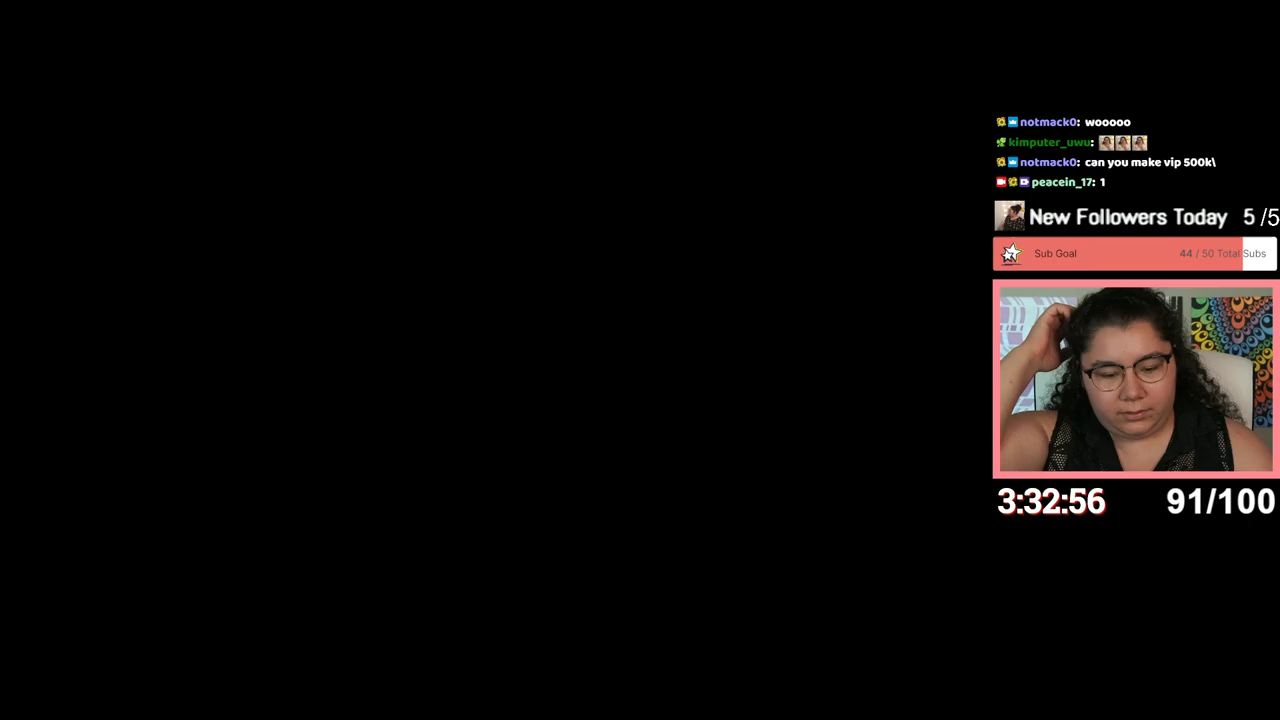 notmack0: wooooo
kimputer_uwu:
notmack0: can you make vip 500k\
peacein_17: 1
New Followers Today 5 /5
Sub Goal 44 / 50 Total Subs
3:32:56 91/100